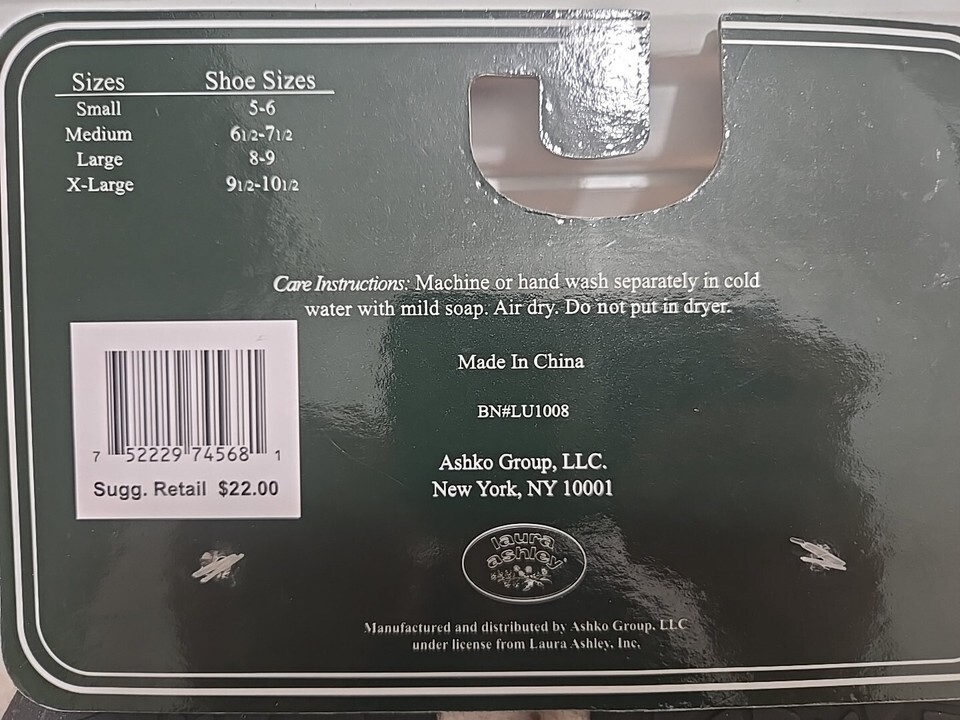 Sizes Shoe Sizes
Small 5-6
Medium 61/2-71/2
Large 8-9
X-Large 91/2-101/2
Care Instructions: Machine or hand wash separately in cold
water with mild soap. Air dry. Do not put in dryer.
Made In China
BN#LU1008
7 52229 74568 1
Sugg. Retail $22.00
Ashko Group, LLC.
New York, NY 10001
laura
ashley
Manufactured and distributed by Ashko Group, LLC
under license from Laura Ashley, Inc.